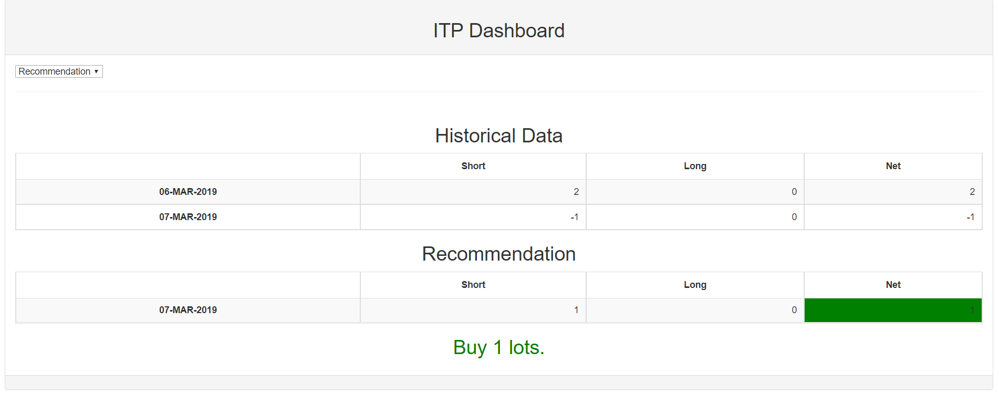 ITP Dashboard
Recommendation
Historical Data
Short Long Net
06-MAR-2019 2 0 2
07-MAR-2019 -1 0 -1
Recommendation
Short Long Net
07-MAR-2019 1 0 1
Buy 1 lots.